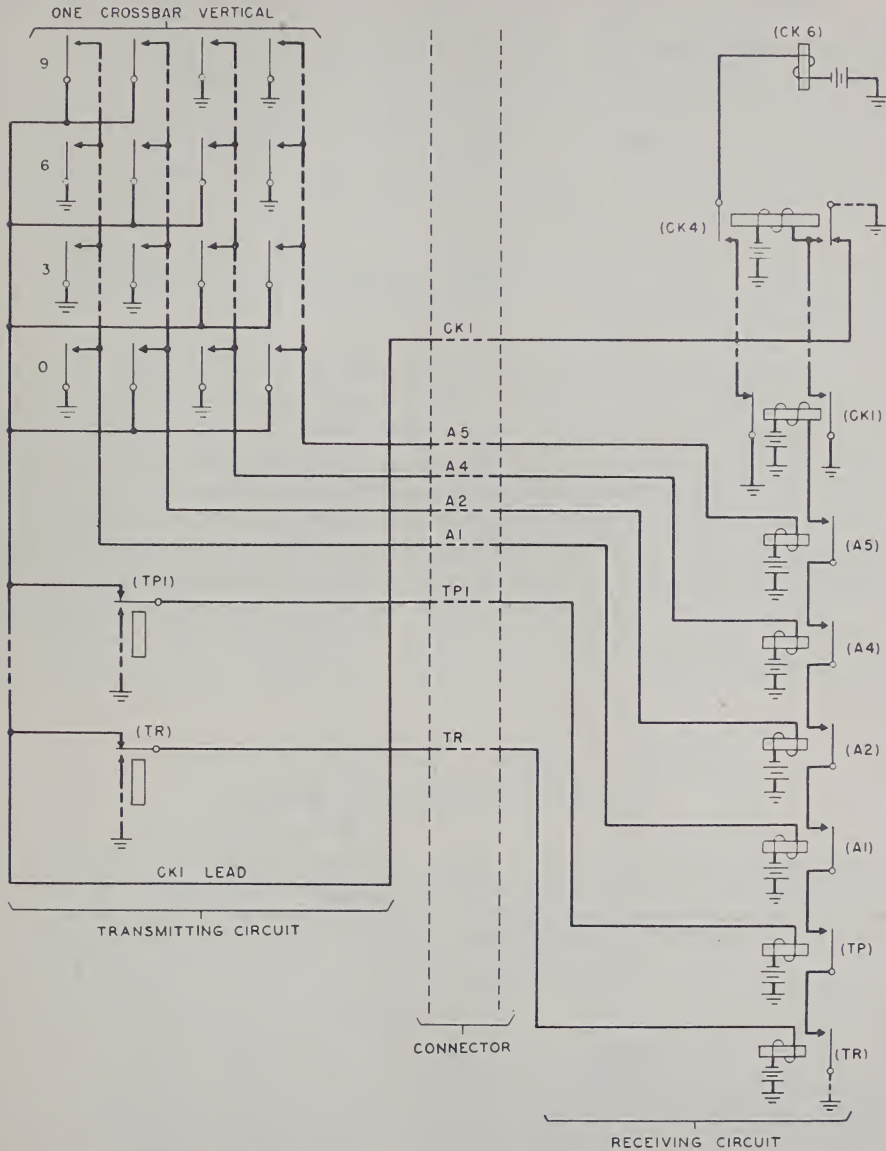 ONE CROSSBAR VERTICAL
9
6
3
0
(CK 6)
(CK4)
CK1
(CK1)
A5
A4
A2
A1
TP1
TR
(A5)
(A4)
(A2)
(A1)
(TP)
(TR)
(TP1)
(TR)
CK1 LEAD
TRANSMITTING CIRCUIT
CONNECTOR
RECEIVING CIRCUIT